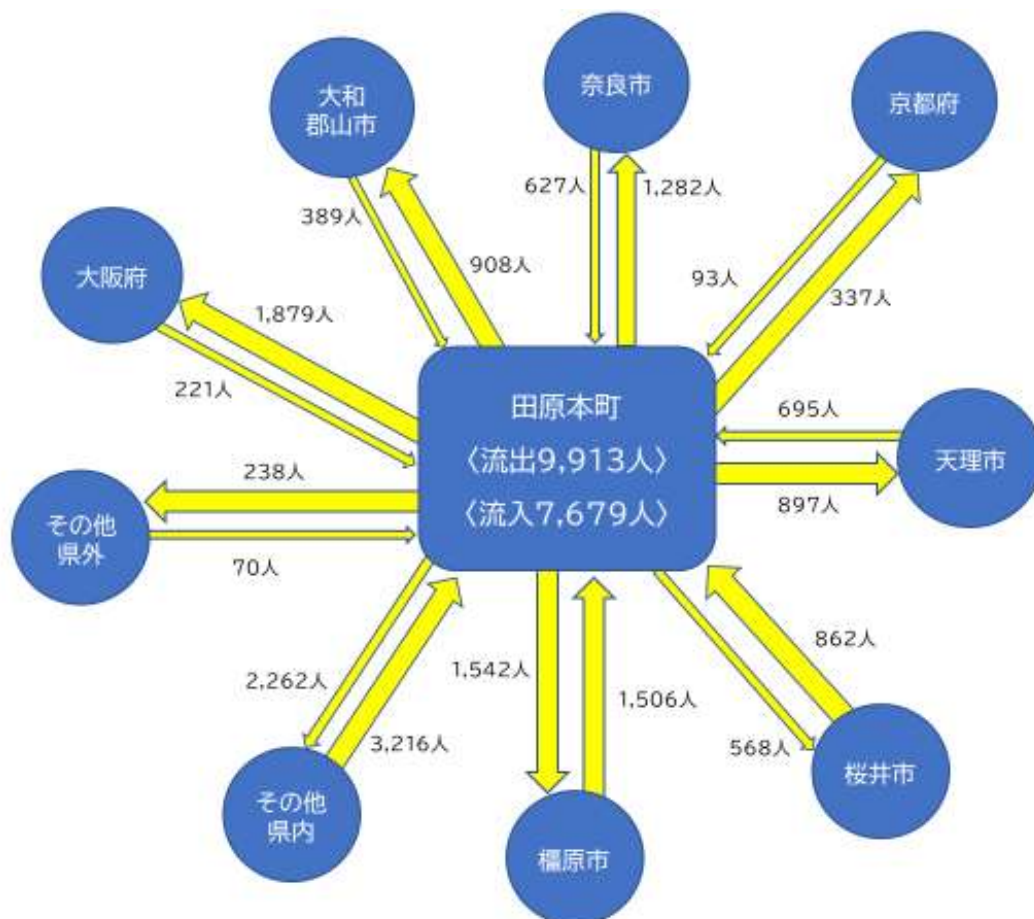 奈良市
京都府
大和
郡山市
627人
1,282人
389人
908人
93人
337人
大阪府
1,879人
221人
田原本町
〈流出9,913人〉
〈流入7,679人〉
695人
天理市
897人
238人
その他
県外
70人
862人
2,262人
1,542人
1,506人
3,216人
568人
桜井市
その他
県内
橿原市